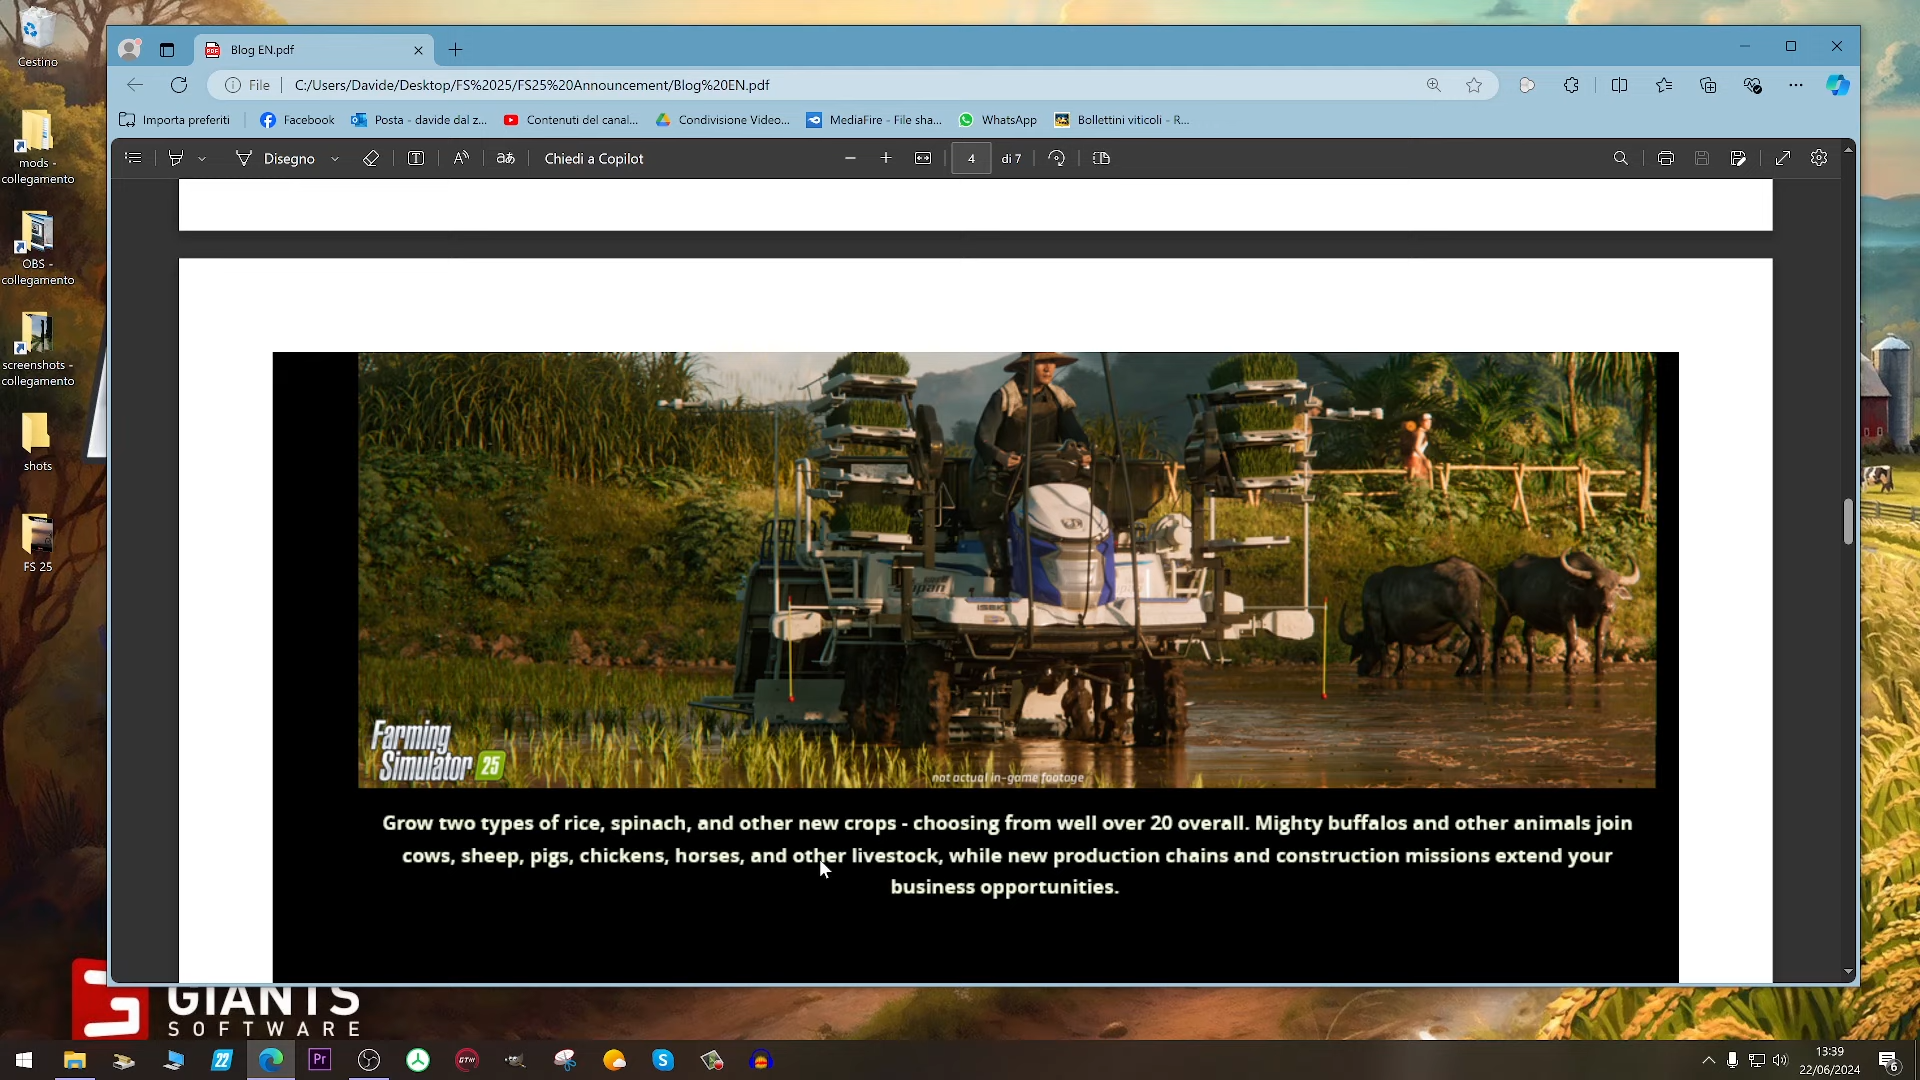 Cestino
mods -
collegamento
OBS -
collegamento
screenshots -
collegamento
shots
FS 25
Blog EN.pdf
File
C:/Users/Davide/Desktop/FS%2025/FS25%20Announcement/Blog%20EN.pdf
Importa preferiti
Facebook
Posta - davide dal z...
Contenuti del canal...
Condivisione Video...
MediaFire - File sha...
WhatsApp
Bollettini viticoli - R...
Disegno
Chiedi a Copilot
4
di 7
ISEKI
Farming
Simulator 25
not actual in-game footage
Grow two types of rice, spinach, and other new crops - choosing from well over 20 overall. Mighty buffalos and other animals join
cows, sheep, pigs, chickens, horses, and other livestock, while new production chains and construction missions extend your
business opportunities.
GIANTS
SOFTWARE
22
Pr
GTW
13:39
22/06/2024
6